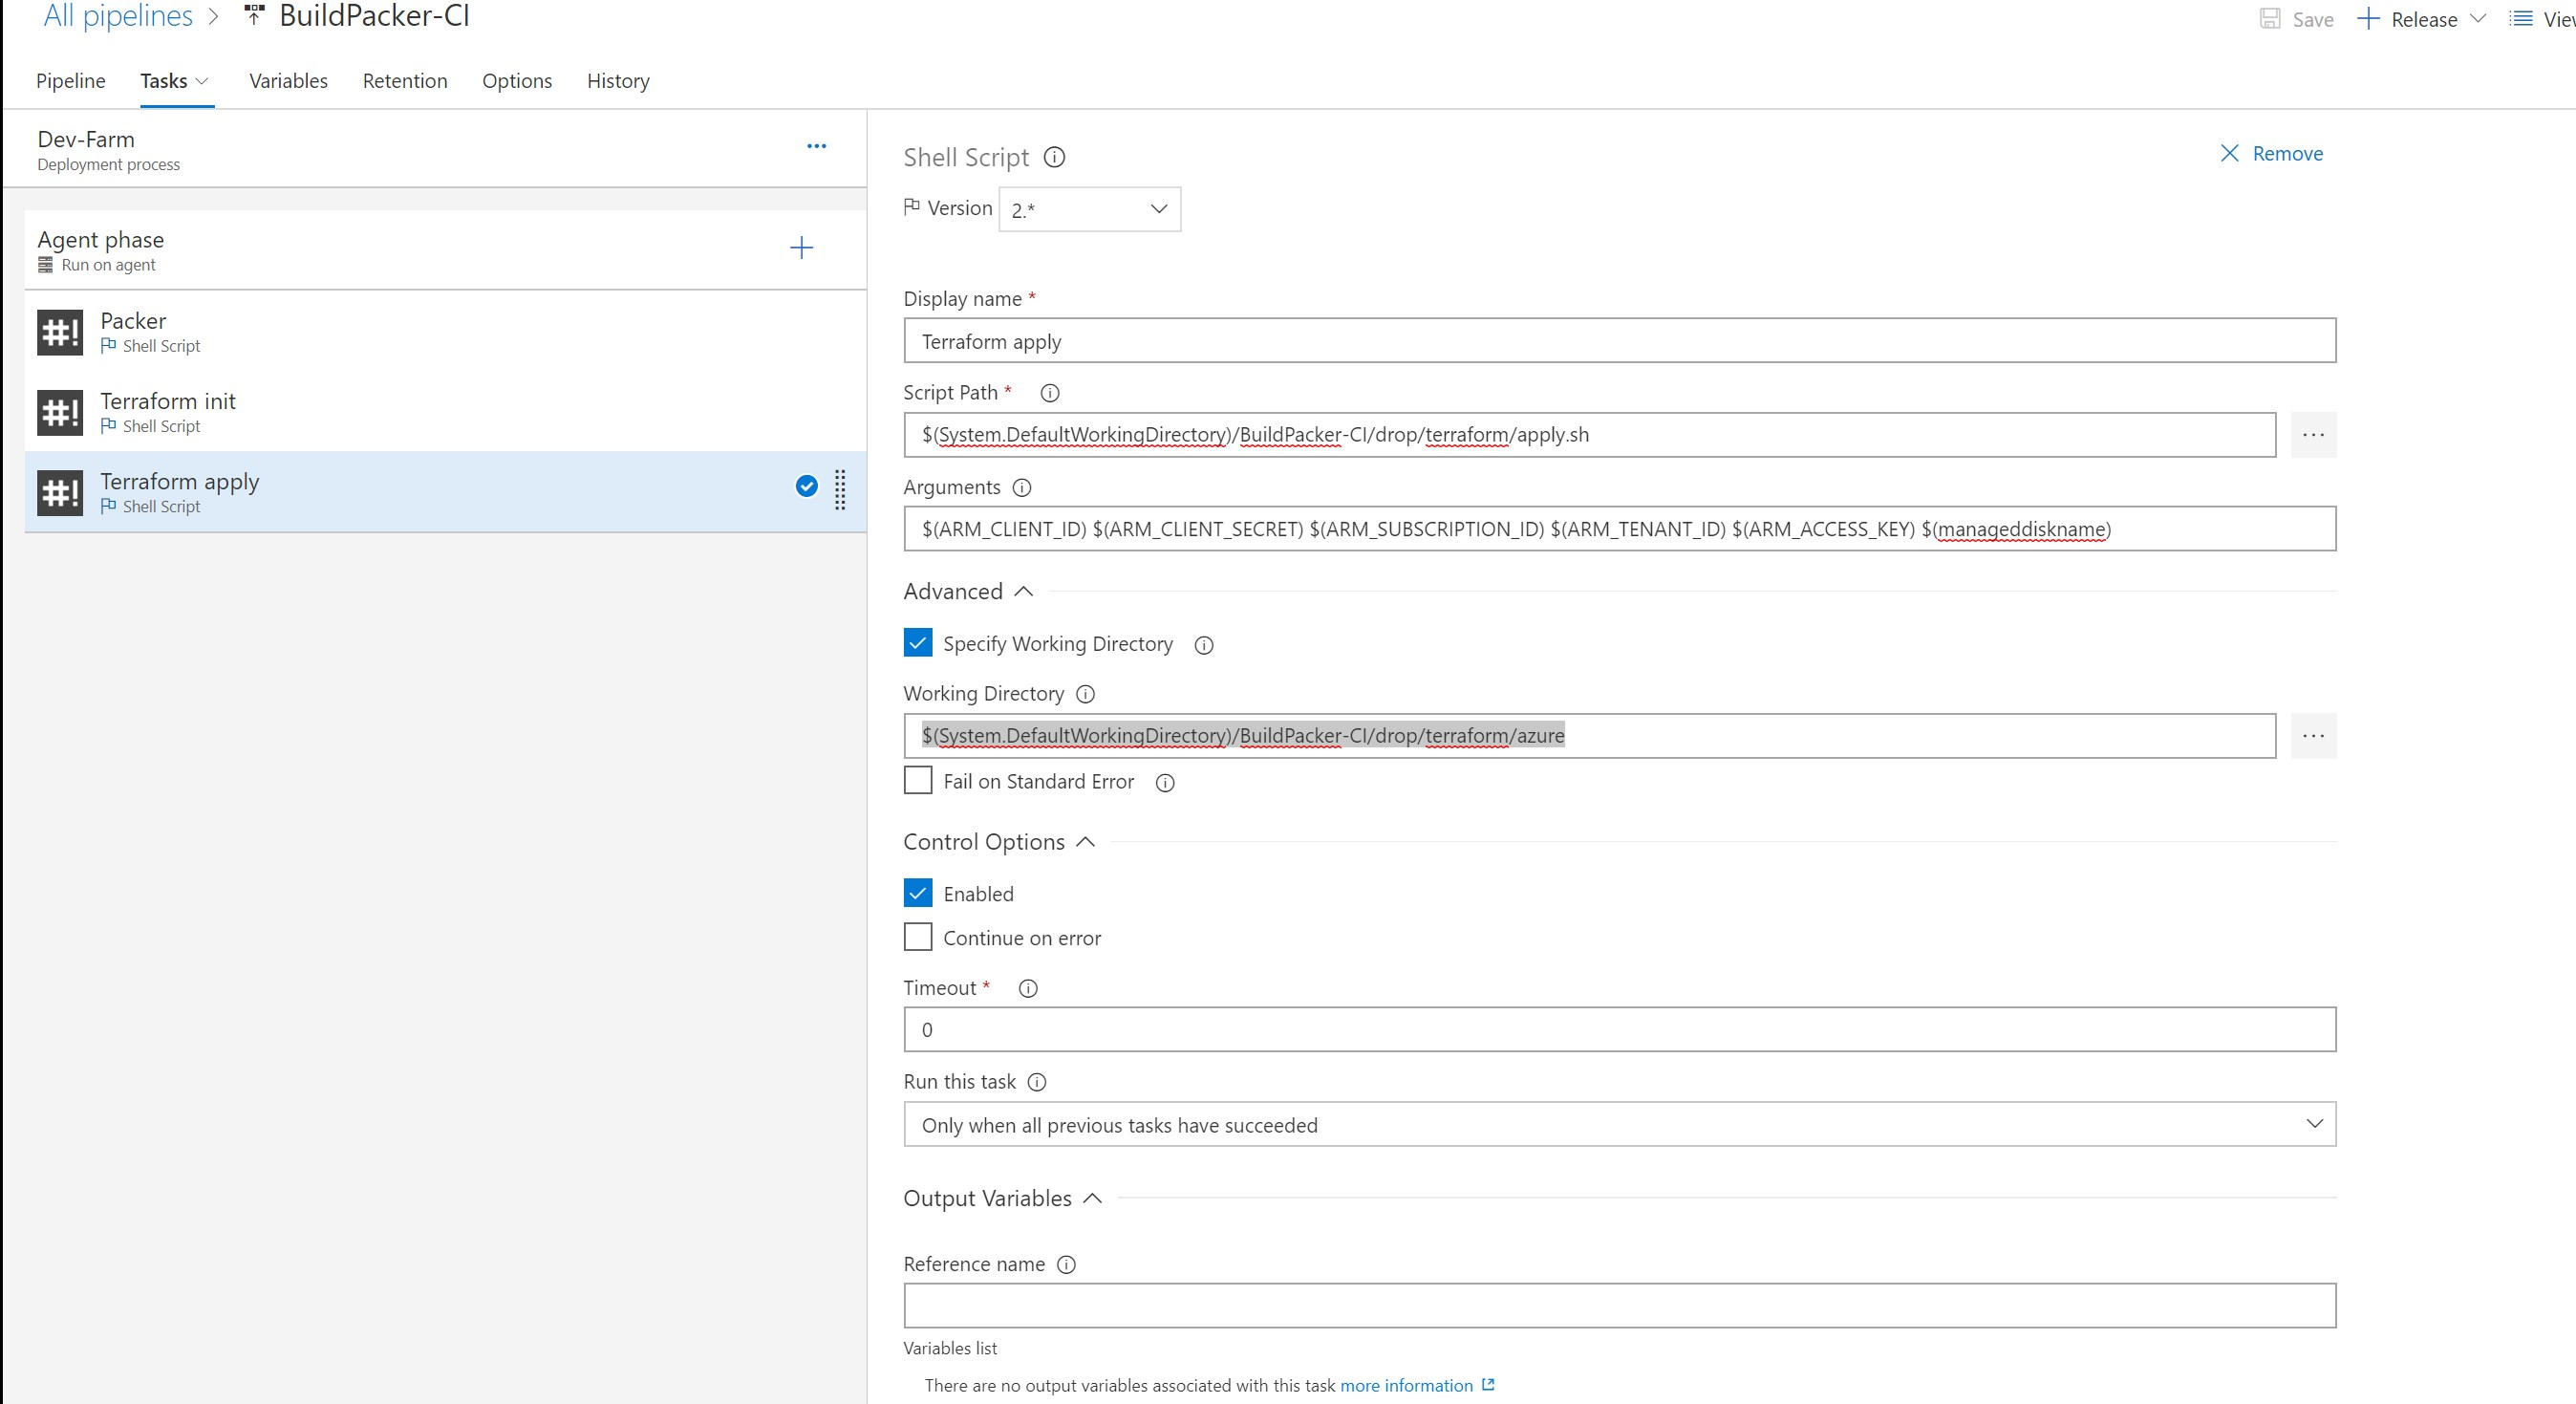 All pipelines > BuildPacker-CI
Save + Release View
Pipeline Tasks Variables Retention Options History
Dev-Farm
Deployment process
Agent phase
Run on agent
#! Packer
Shell Script
#! Terraform init
Shell Script
#! Terraform apply
Shell Script
Shell Script
Remove
Version 2.*
Display name *
Terraform apply
Script Path *
$(System.DefaultWorkingDirectory)/BuildPacker-CI/drop/terraform/apply.sh
...
Arguments
$(ARM_CLIENT_ID) $(ARM_CLIENT_SECRET) $(ARM_SUBSCRIPTION_ID) $(ARM_TENANT_ID) $(ARM_ACCESS_KEY) $(manageddiskname)
Advanced
Specify Working Directory
Working Directory
$(System.DefaultWorkingDirectory)/BuildPacker-CI/drop/terraform/azure
...
Fail on Standard Error
Control Options
Enabled
Continue on error
Timeout *
0
Run this task
Only when all previous tasks have succeeded
Output Variables
Reference name
Variables list
There are no output variables associated with this task more information